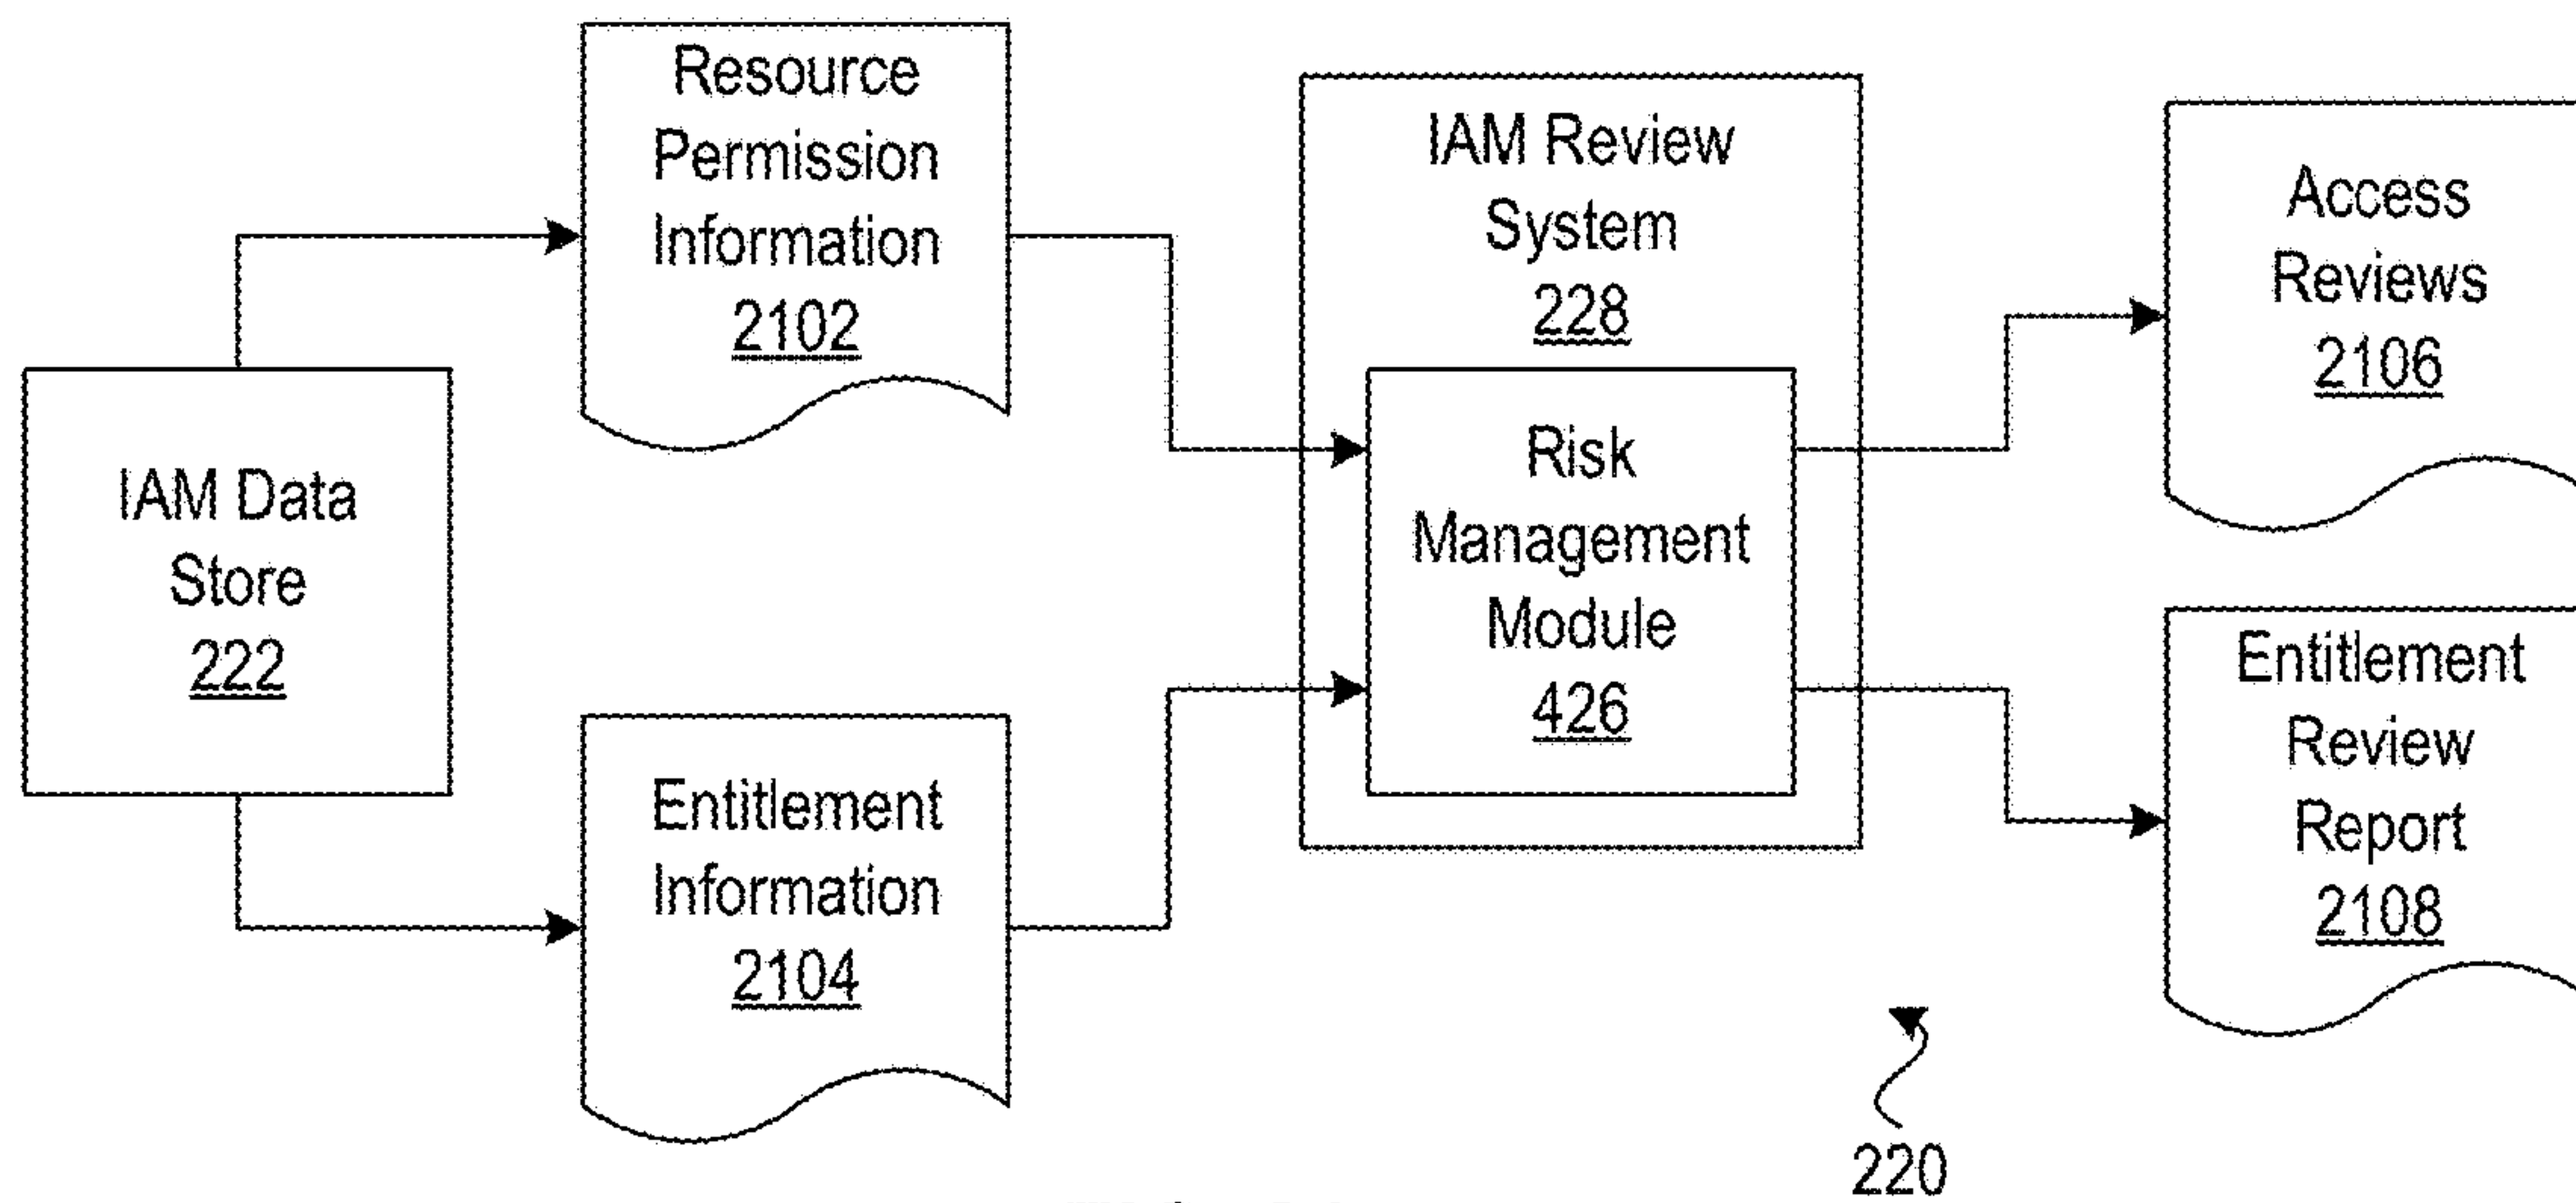 Resource
Permission
Information
2102
IAM Data
Store
222
Entitlement
Information
2104
IAM Review
System
228
Risk
Management
Module
426
Access
Reviews
2106
Entitlement
Review
Report
2108
220